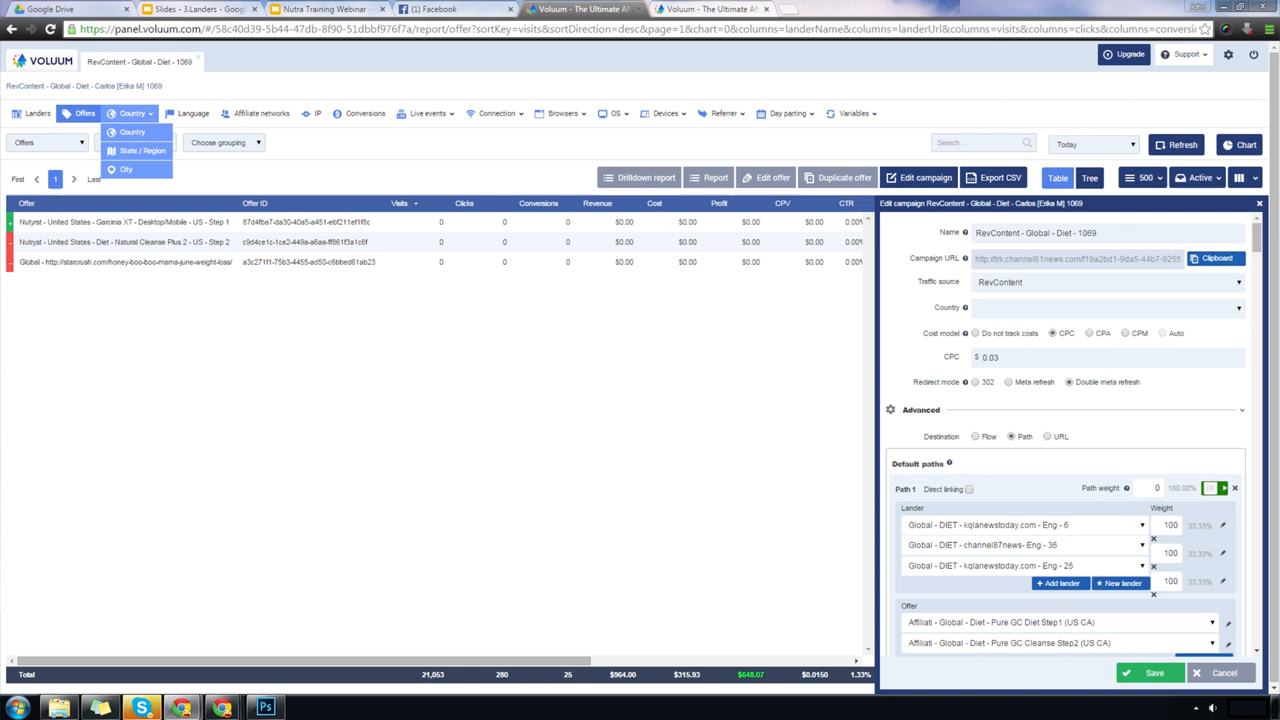 Google Drive
Slides - 3.Landers - Googl
Nutra Training Webinar -
Facebook
Voluum - The Ultimate Af
Voluum - The Ultimate Af
John
https://panel.voluum.com/#/58c40d39-5b44-47db-8f90-51dbbf976f7a/report/offer?sortKey=visits&sortDirection=desc&page=1&chart=0&columns=landerName&columns=landerUrl&columns=visits&columns=clicks&columns=conversi
VOLUUM
RevContent - Global - Diet - 1069
Upgrade
Support
RevContent - Global - Diet - Carlos [Erika M] 1069
Landers
Offers
Country
Language
Affiliate networks
IP
Conversions
Live events
Connection
Browsers
OS
Devices
Referrer
Day parting
Variables
Country
State / Region
City
Offers
Choose grouping
Search...
Today
Refresh
Chart
First
1
Last
Drilldown report
Report
Edit offer
Duplicate offer
Edit campaign
Export CSV
Table
Tree
500
Active
Offer Offer ID Visits Clicks Conversions Revenue Cost Profit CPV CTR
Nutyrst - United States - Garcinia XT - Desktop/Mobile - US - Step 1 67d4fba7-da30-40a5-a451-ebf211ef1f8c 0 0 0 $0.00 $0.00 $0.00 $0.00 0.00%
Nutryst - United States - Diet - Natural Cleanse Plus 2 - US - Step 2 c9d4ce1c-1ce2-449a-a6aa-ff861f3a1c6f 0 0 0 $0.00 $0.00 $0.00 $0.00 0.00%
Global - http://starcrush.com/honey-boo-boo-mama-june-weight-loss/ a3c271f1-75b3-4455-ad50-c6bbed61ab23 0 0 0 $0.00 $0.00 $0.00 $0.00 0.00%
Total 21,053 280 25 $964.00 $315.93 $648.07 $0.0150 1.33%
Edit campaign RevContent - Global - Diet - Carlos [Erika M] 1069
Name RevContent - Global - Diet - 1069
Campaign URL http://trk.channel61news.com/f19a2bd1-9da5-44b7-9255 Clipboard
Traffic source RevContent
Country
Cost model Do not track costs CPC CPA CPM Auto
CPC $ 0.03
Redirect mode 302 Meta refresh Double meta refresh
Advanced
Destination Flow Path URL
Default paths
Path 1 Direct linking Path weight 0 100.00%
Lander Weight
Global - DIET - kqlanewstoday.com - Eng - 6 100 33.33%
Global - DIET - channel87news- Eng - 36 100 33.33%
Global - DIET - kqlanewstoday.com - Eng - 25
+ Add lander
New lander
100 33.33%
Offer
Affiliati - Global - Diet - Pure GC Diet Step1 (US CA)
Affiliati - Global - Diet - Pure GC Cleanse Step2 (US CA)
Save
Cancel
Ps